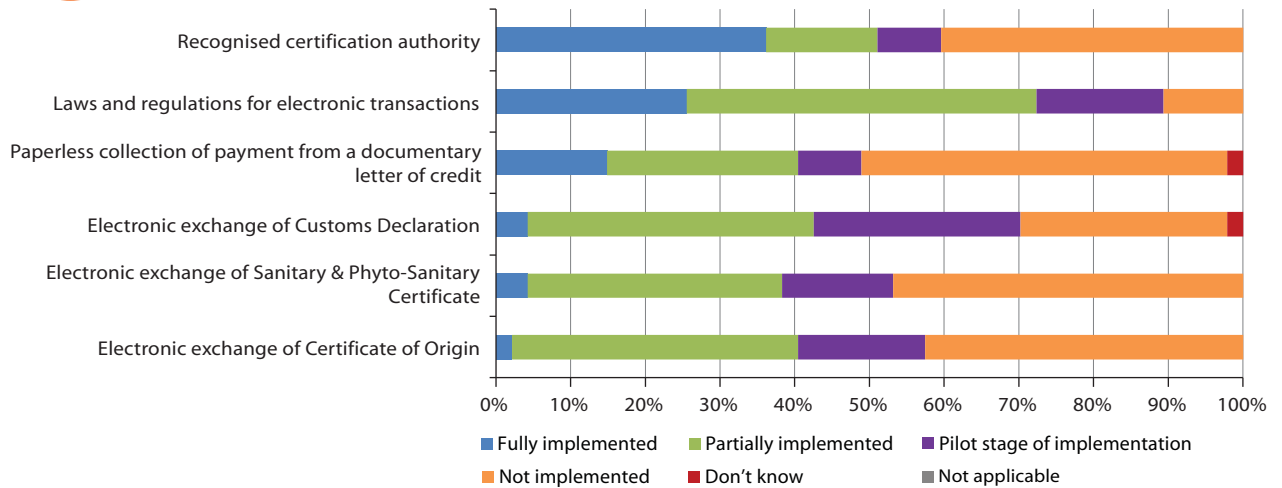 Recognised certification authority
Laws and regulations for electronic transactions
Paperless collection of payment from a documentary
letter of credit
Electronic exchange of Customs Declaration
Electronic exchange of Sanitary & Phyto-Sanitary
Certificate
Electronic exchange of Certificate of Origin
0% 10% 20% 30% 40% 50% 60% 70% 80% 90% 100%
Fully implemented Partially implemented Pilot stage of implementation
Not implemented Don't know Not applicable